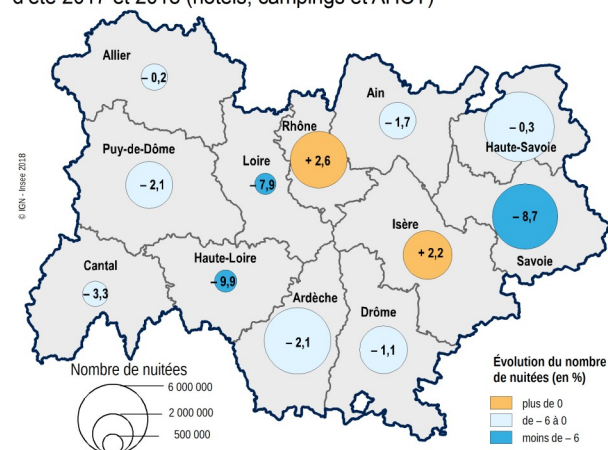 d'été 2017 et 2018 (hôtels, campings et AHCT)
Allier
– 0,2
Ain
– 1,7
– 0,3
Haute-Savoie
Rhône
+ 2,6
Puy-de-Dôme
– 2,1
Loire
– 7,9
– 8,7
Savoie
Isère
+ 2,2
Cantal
– 3,3
Haute-Loire
– 9,9
Ardèche
– 2,1
Drôme
– 1,1
© IGN - Insee 2018
Nombre de nuitées
6 000 000
2 000 000
500 000
Évolution du nombre
de nuitées (en %)
plus de 0
de – 6 à 0
moins de – 6